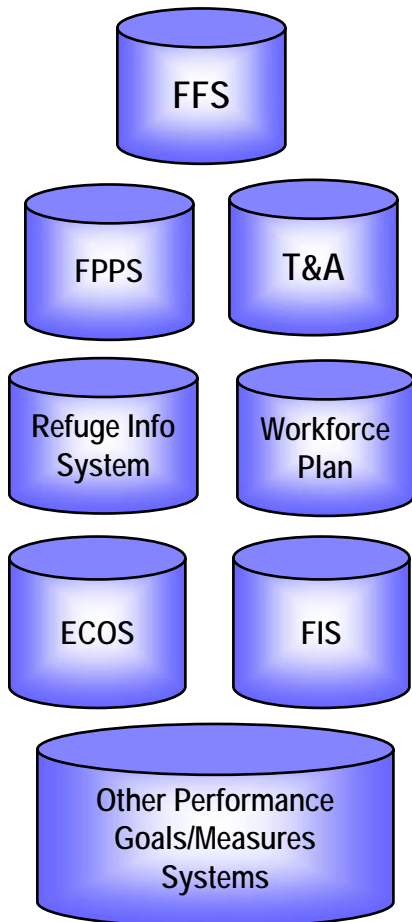 FFS
FPPS
T&A
Refuge Info
System
Workforce
Plan
ECOS
FIS
Other Performance
Goals/Measures
Systems